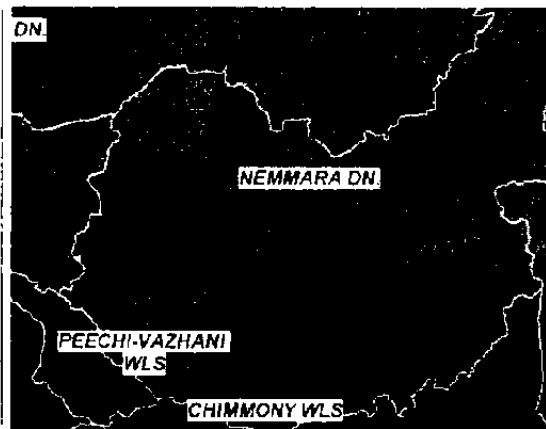 DN.
NEMMARA DN.
PEECHI-VAZHANI
WLS
CHIMMONY WLS